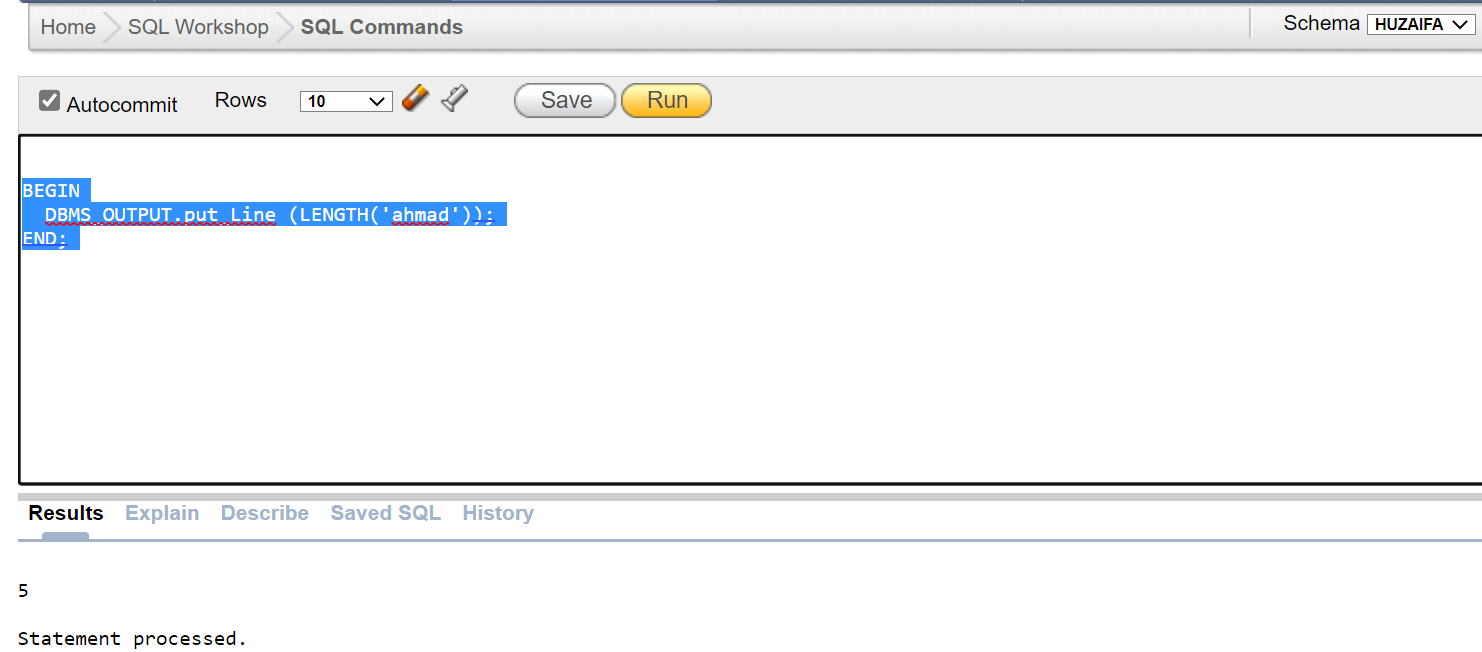 Home SQL Workshop SQL Commands Schema HUZAIFA
Autocommit Rows 10 Save Run
BEGIN
DBMS_OUTPUT.put_Line (LENGTH('ahmad'));
END;
Results Explain Describe Saved SQL History
5
Statement processed.